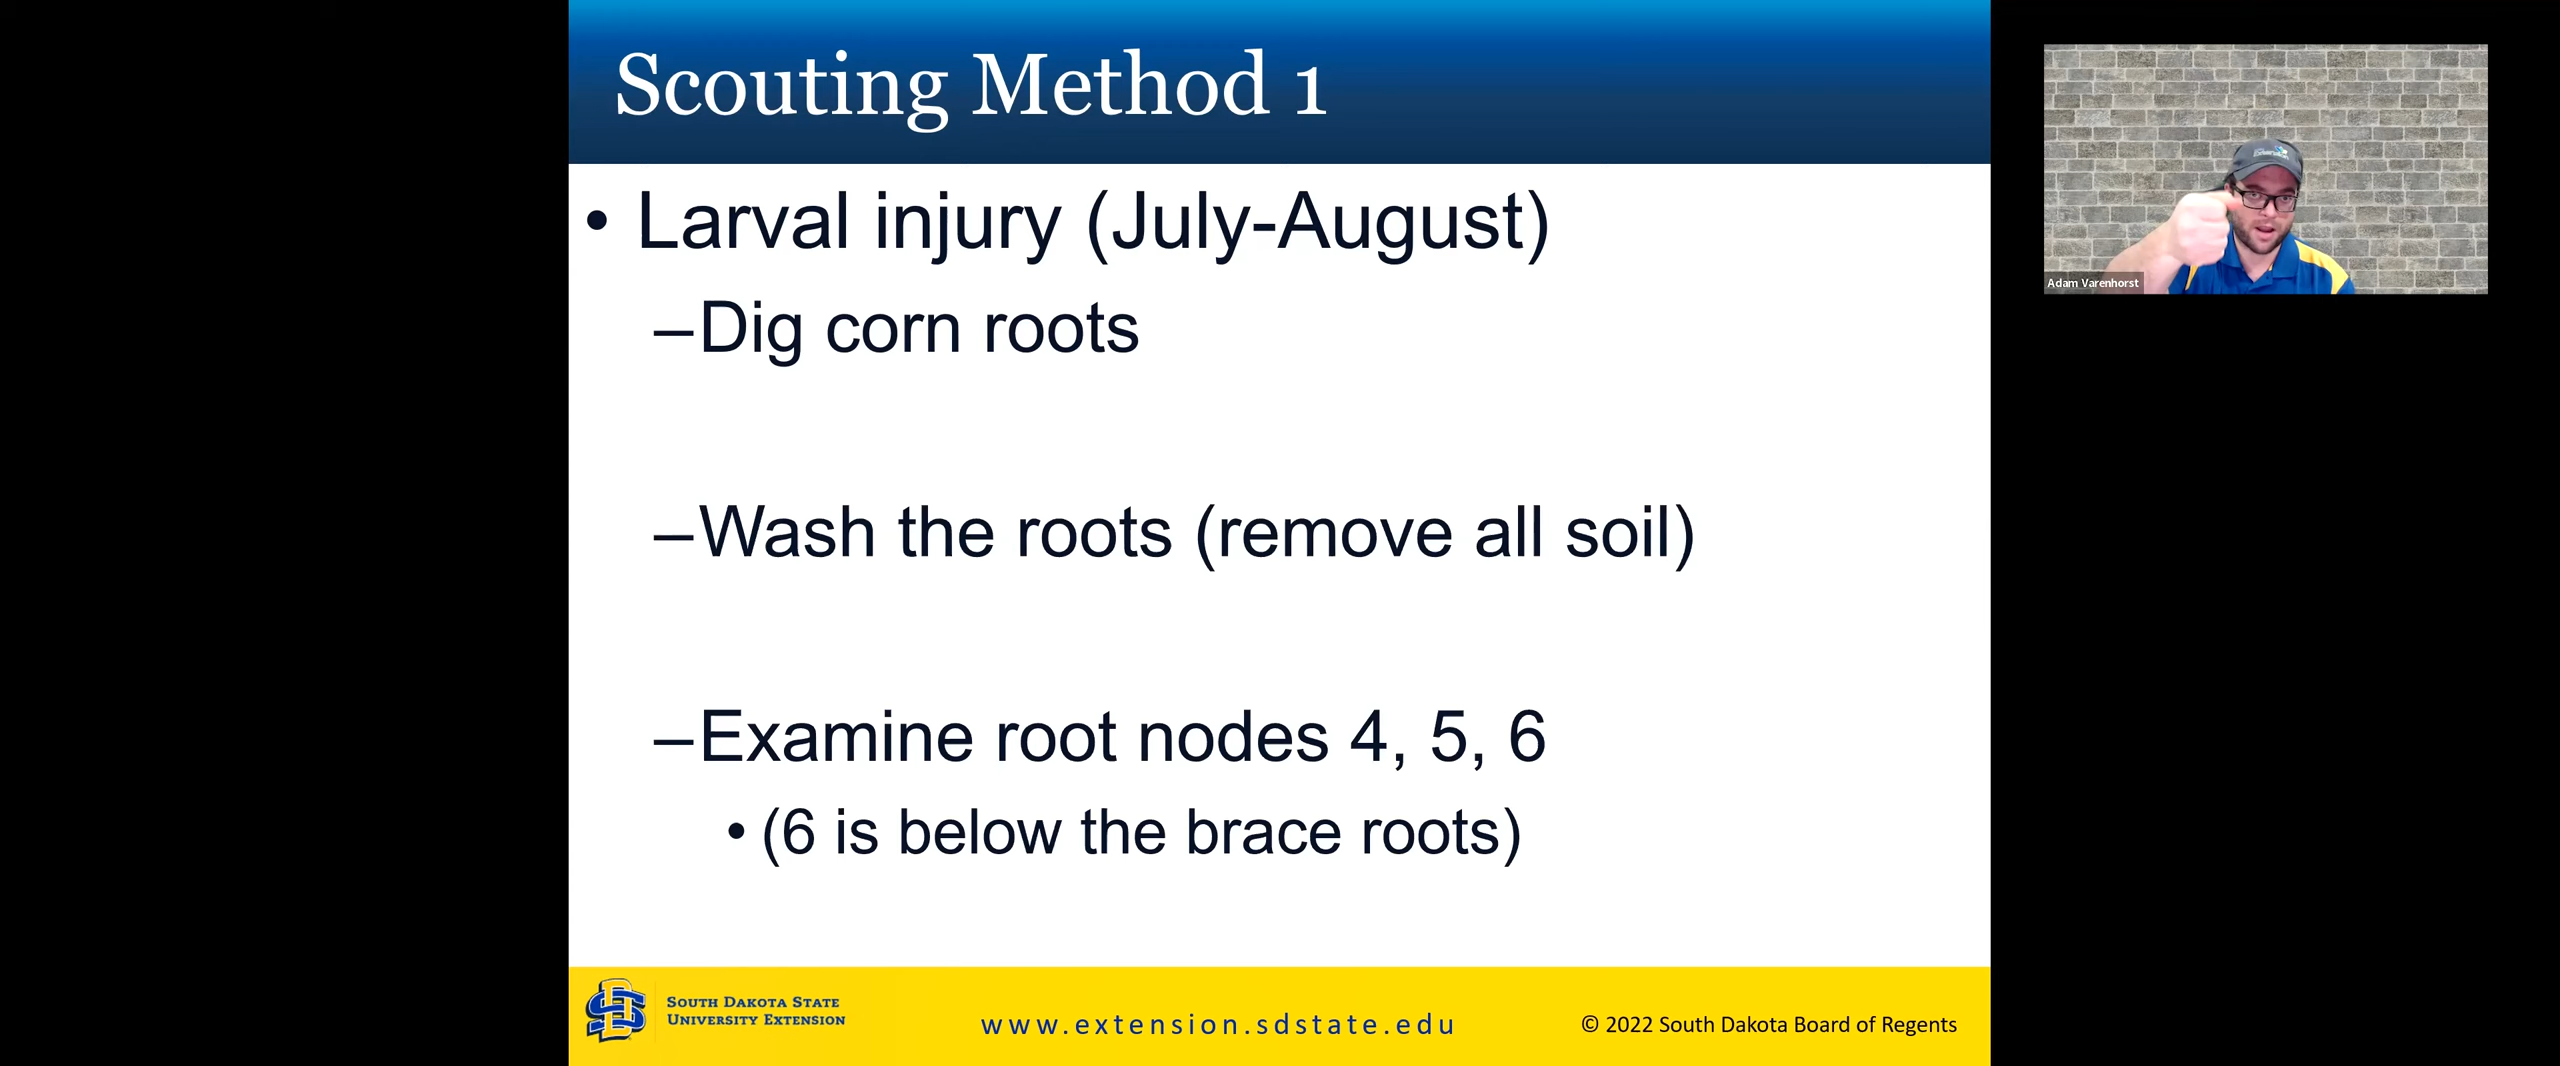 Scouting Method 1
• Larval injury (July-August)
–Dig corn roots
–Wash the roots (remove all soil)
–Examine root nodes 4, 5, 6
• (6 is below the brace roots)
SOUTH DAKOTA STATE
UNIVERSITY EXTENSION
www.extension.sdstate.edu
© 2022 South Dakota Board of Regents
Adam Varenhorst